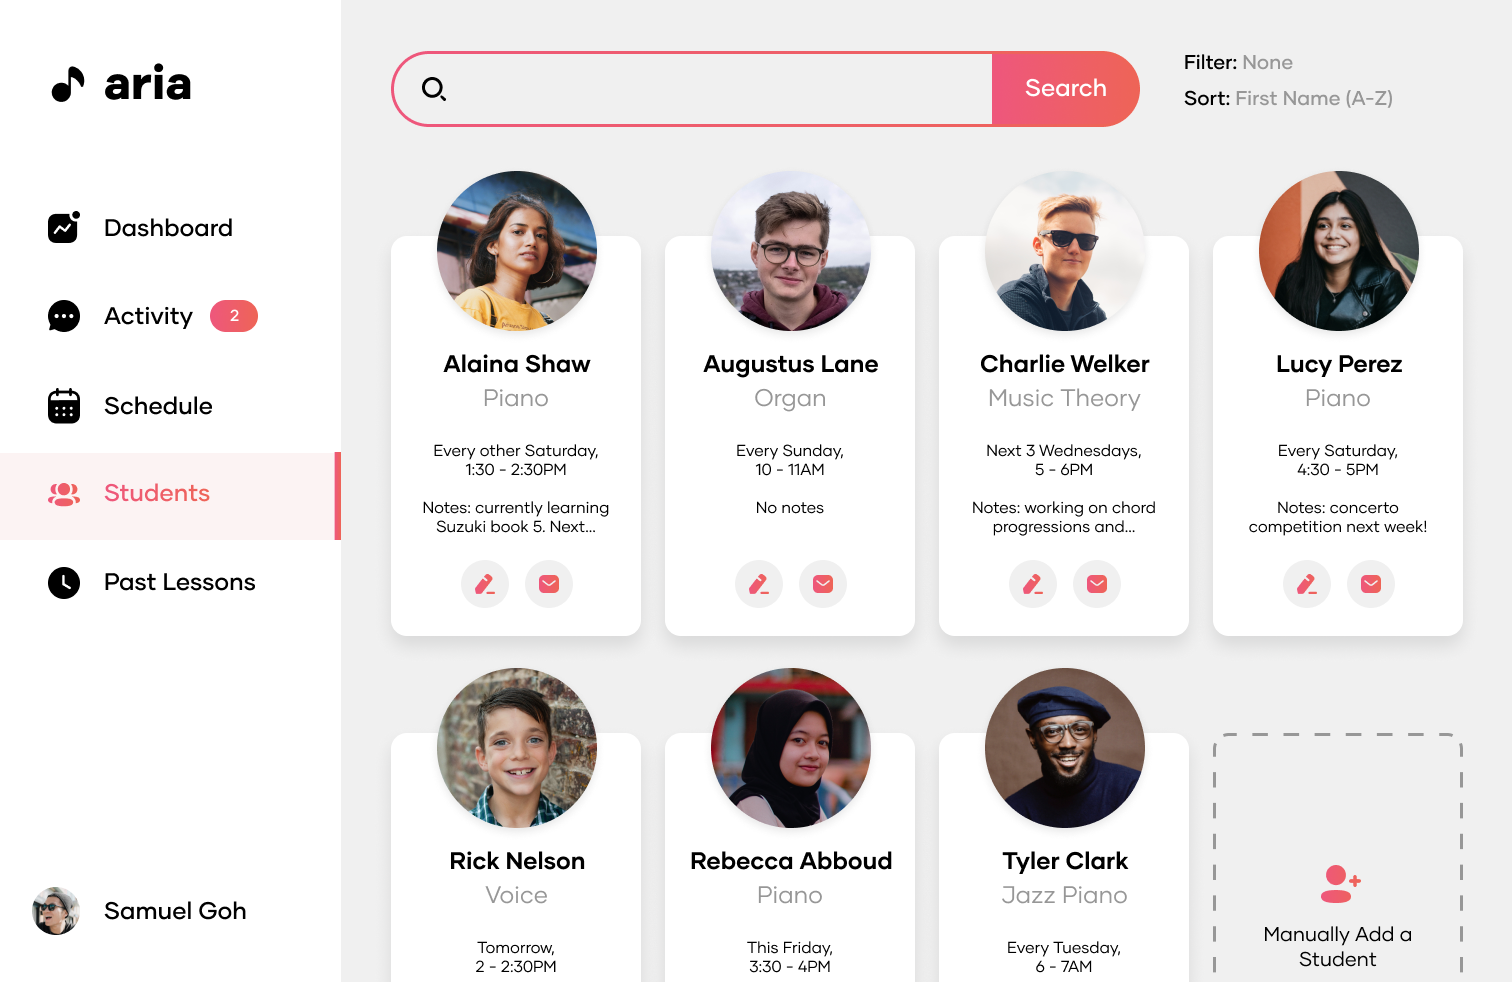 aria
Dashboard
Activity 2
Schedule
Students
Past Lessons
Samuel Goh
Search
Filter: None
Sort: First Name (A-Z)
Alaina Shaw
Piano
Every other Saturday,
1:30 - 2:30PM
Notes: currently learning
Suzuki book 5. Next...
Augustus Lane
Organ
Every Sunday,
10 - 11AM
No notes
Charlie Welker
Music Theory
Next 3 Wednesdays,
5 - 6PM
Notes: working on chord
progressions and...
Lucy Perez
Piano
Every Saturday,
4:30 - 5PM
Notes: concerto
competition next week!
Rick Nelson
Voice
Tomorrow,
2 - 2:30PM
Rebecca Abboud
Piano
This Friday,
3:30 - 4PM
Tyler Clark
Jazz Piano
Every Tuesday,
6 - 7AM
Manually Add a
Student